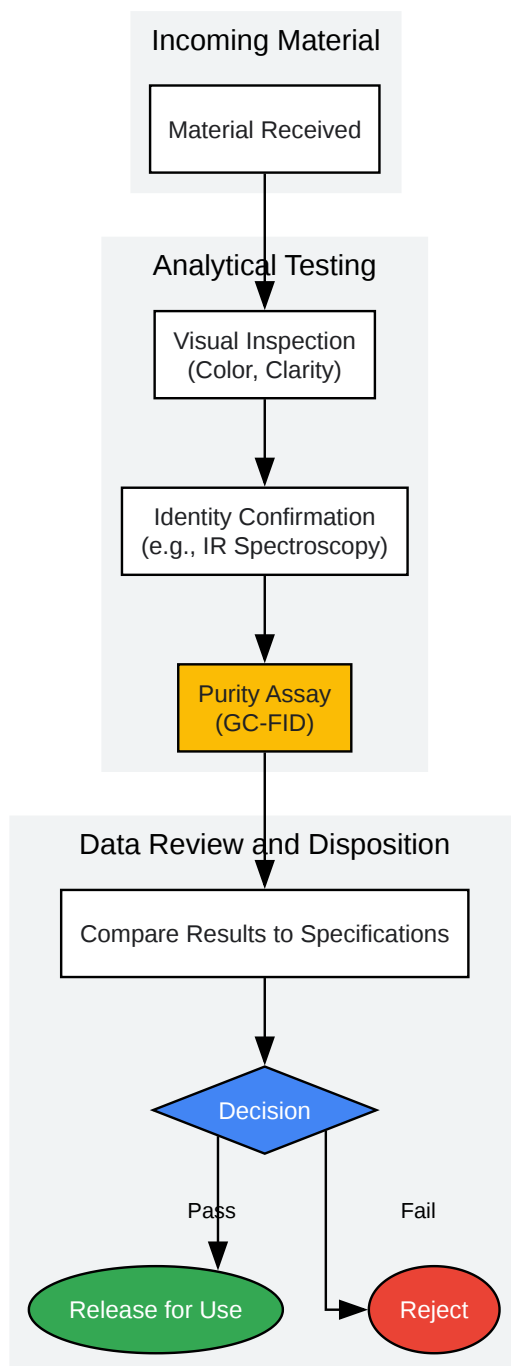 Incoming Material
Material Received
Analytical Testing
Visual Inspection
(Color, Clarity)
Identity Confirmation
(e.g., IR Spectroscopy)
Purity Assay
(GC-FID)
Data Review and Disposition
Compare Results to Specifications
Decision
Pass
Fail
Release for Use
Reject